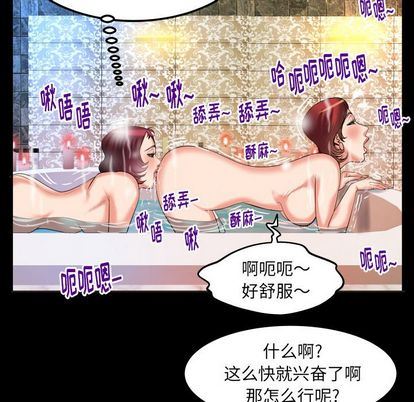 呃嗯~
哈~
呃呃呃呃嗯~
啾~
唔
唔
啾~
啾~
舔弄~
舔弄~
呃嗯~
酥麻~
舔弄~
啾~
唔
啾~
唔
酥麻~
呃呃嗯~
呃嗯~
啊呃呃~
好舒服~
什么啊?
这么快就兴奋了啊
那怎么行呢?